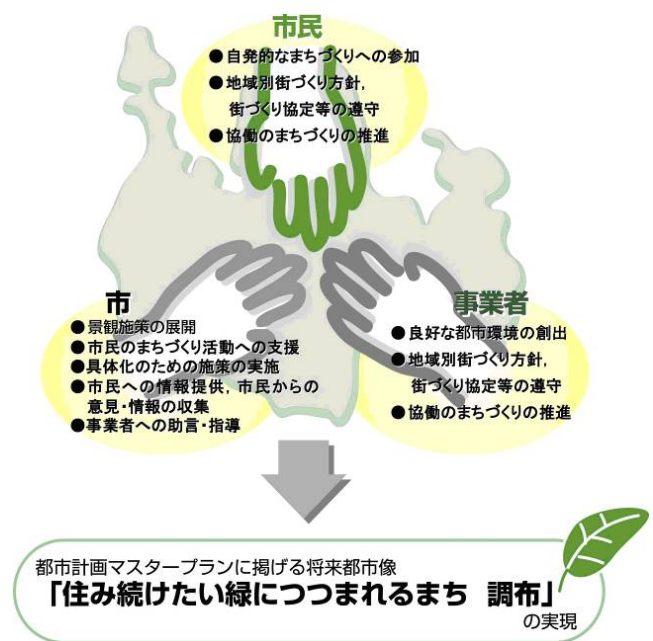 市民
●自発的なまちづくりへの参加
●地域別街づくり方針，
街づくり協定等の遵守
●協働のまちづくりの推進
市
●景観施策の展開
●市民のまちづくり活動への支援
●具体化のための施策の実施
●市民への情報提供，市民からの
意見・情報の収集
●事業者への助言・指導
事業者
●良好な都市環境の創出
●地域別街づくり方針，
街づくり協定等の遵守
●協働のまちづくりの推進
都市計画マスタープランに掲げる将来都市像
「住み続けたい緑につつまれるまち 調布」
の実現